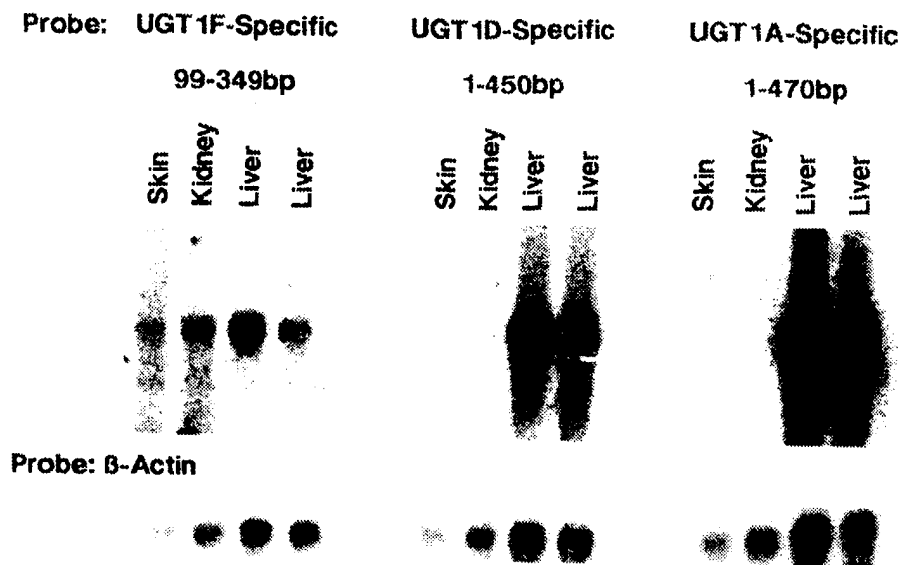 Probe: UGT1F-Specific UGT1D-Specific UGT1A-Specific
99-349bp 1-450bp 1-470bp
Skin Kidney Liver Liver Skin Kidney Liver Liver Skin Kidney Liver Liver
Probe: ß-Actin